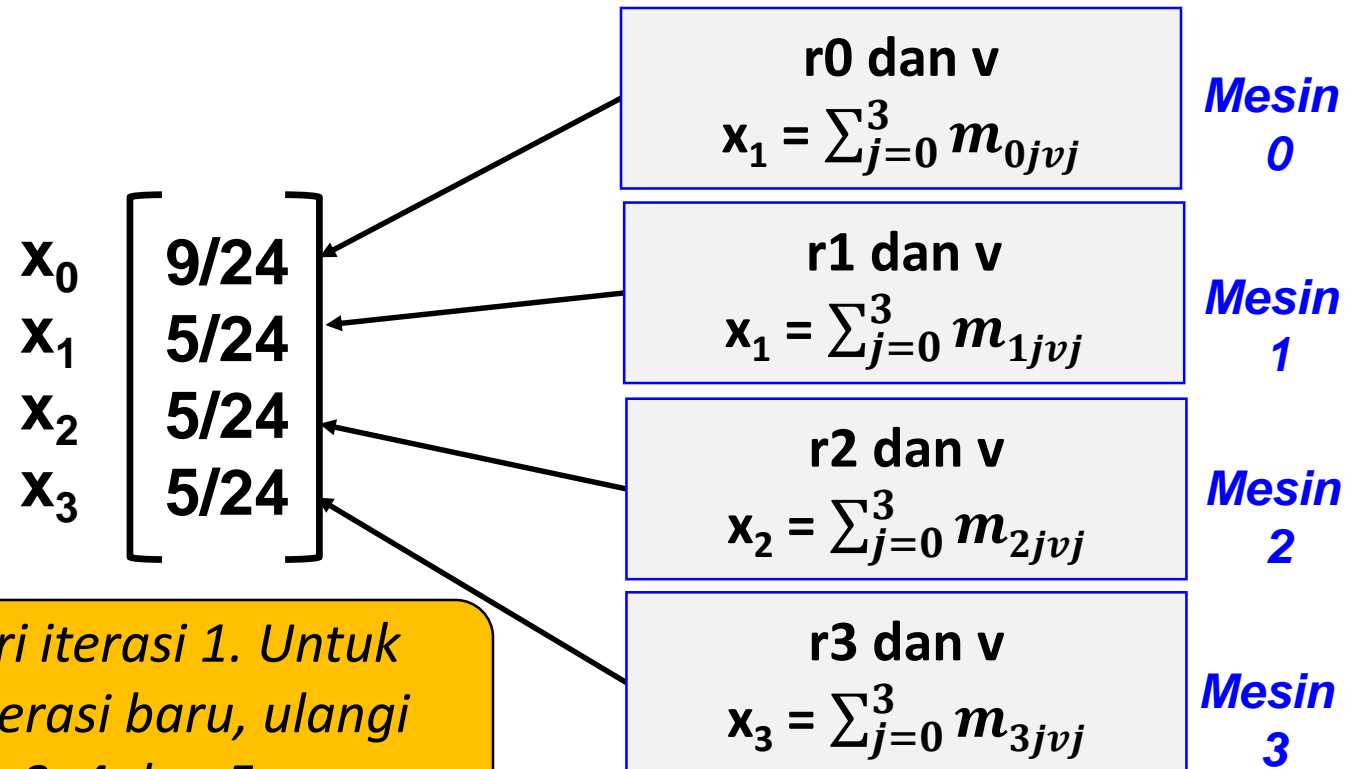 r0 dan v
x₁ = ∑³ⱼ₌₀ m₀ⱼᵥⱼ
Mesin
0
r1 dan v
x₁ = ∑³ⱼ₌₀ m₁ⱼᵥⱼ
Mesin
1
r2 dan v
x₂ = ∑³ⱼ₌₀ m₂ⱼᵥⱼ
Mesin
2
r3 dan v
x₃ = ∑³ⱼ₌₀ m₃ⱼᵥⱼ
Mesin
3
x₀ 9/24
x₁ 5/24
x₂ 5/24
x₃ 5/24
ri iterasi 1. Untuk
erasi baru, ulangi